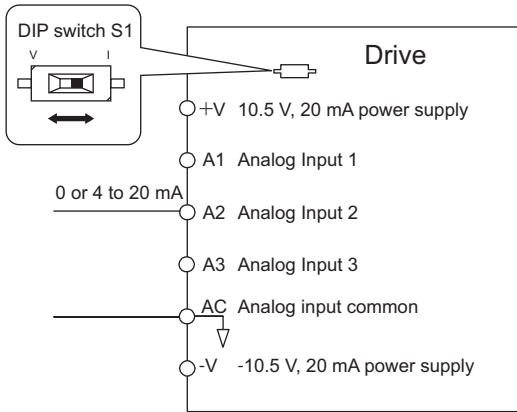 DIP switch S1
V I
Drive
+V 10.5 V, 20 mA power supply
A1 Analog Input 1
0 or 4 to 20 mA
A2 Analog Input 2
A3 Analog Input 3
AC Analog input common
-V -10.5 V, 20 mA power supply